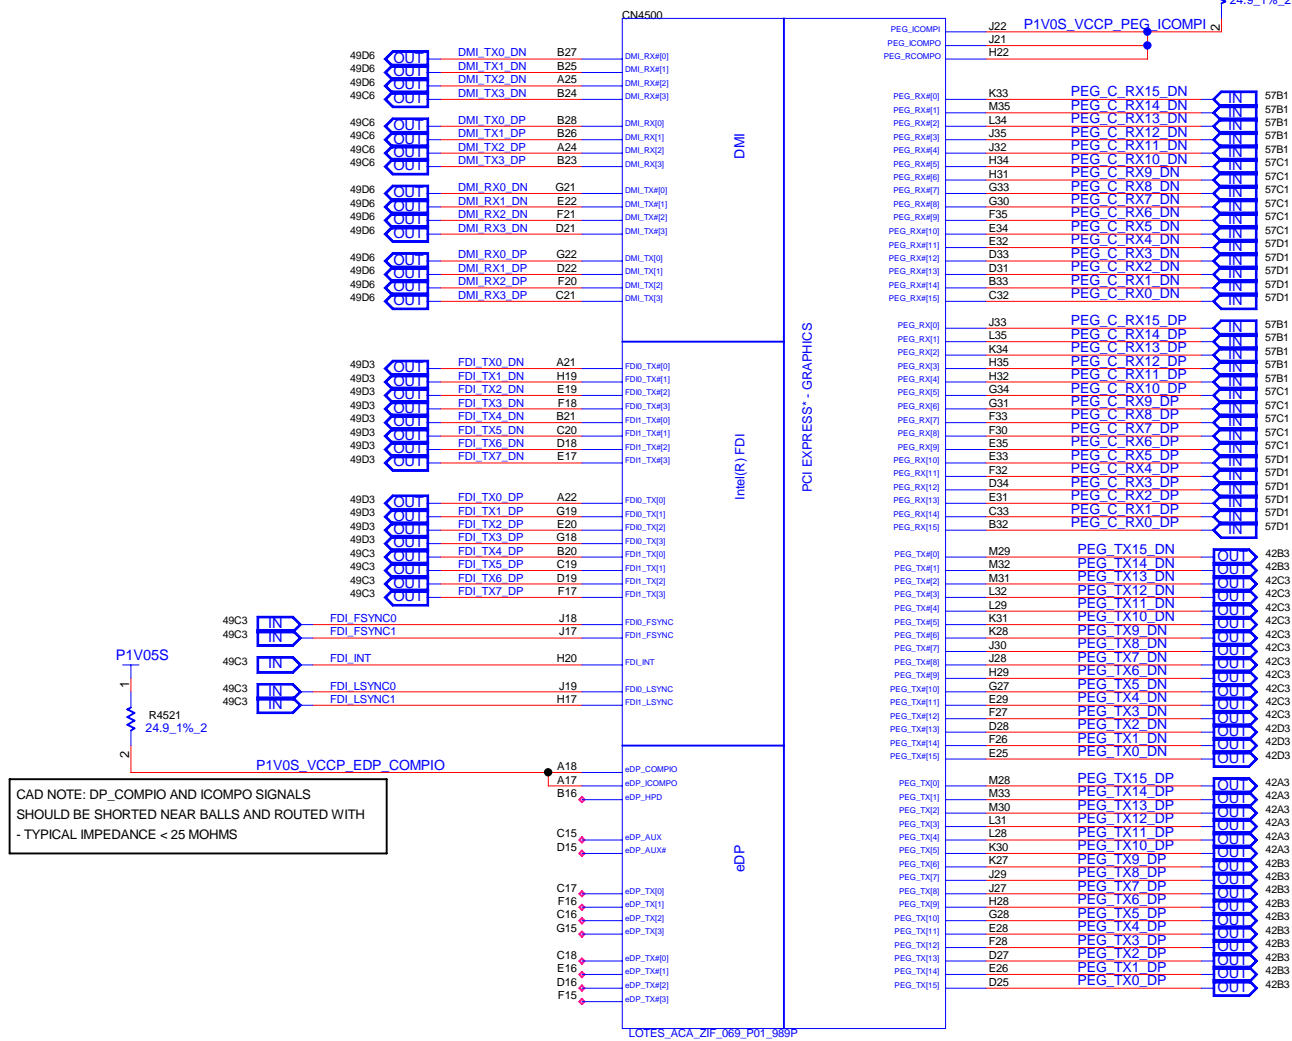 24.9_1%_2
CN4500
PEG_ICOMPI J22 P1V0S_VCCP_PEG_ICOMPI 2
PEG_ICOMPO J21
PEG_RCOMPO H22
49D6 OUT DMI_TX0_DN B27 DMI_RX#[0]
49D6 OUT DMI_TX1_DN B25 DMI_RX#[1]
49D6 OUT DMI_TX2_DN A25 DMI_RX#[2]
49C6 OUT DMI_TX3_DN B24 DMI_RX#[3]
49C6 OUT DMI_TX0_DP B28 DMI_RX[0]
49C6 OUT DMI_TX1_DP B26 DMI_RX[1]
49C6 OUT DMI_TX2_DP A24 DMI_RX[2]
49C6 OUT DMI_TX3_DP B23 DMI_RX[3]
49D6 OUT DMI_RX0_DN G21 DMI_TX#[0]
49D6 OUT DMI_RX1_DN E22 DMI_TX#[1]
49D6 OUT DMI_RX2_DN F21 DMI_TX#[2]
49D6 OUT DMI_RX3_DN D21 DMI_TX#[3]
49D6 OUT DMI_RX0_DP G22 DMI_TX[0]
49D6 OUT DMI_RX1_DP D22 DMI_TX[1]
49D6 OUT DMI_RX2_DP F20 DMI_TX[2]
49D6 OUT DMI_RX3_DP C21 DMI_TX[3]
DMI
49D3 OUT FDI_TX0_DN A21 FDI0_TX#[0]
49D3 OUT FDI_TX1_DN H19 FDI0_TX#[1]
49D3 OUT FDI_TX2_DN E19 FDI0_TX#[2]
49D3 OUT FDI_TX3_DN F18 FDI0_TX#[3]
49D3 OUT FDI_TX4_DN B21 FDI1_TX#[0]
49D3 OUT FDI_TX5_DN C20 FDI1_TX#[1]
49D3 OUT FDI_TX6_DN D18 FDI1_TX#[2]
49D3 OUT FDI_TX7_DN E17 FDI1_TX#[3]
49D3 OUT FDI_TX0_DP A22 FDI0_TX[0]
49D3 OUT FDI_TX1_DP G19 FDI0_TX[1]
49D3 OUT FDI_TX2_DP E20 FDI0_TX[2]
49D3 OUT FDI_TX3_DP G18 FDI0_TX[3]
49C3 OUT FDI_TX4_DP B20 FDI1_TX[0]
49C3 OUT FDI_TX5_DP C19 FDI1_TX[1]
49C3 OUT FDI_TX6_DP D19 FDI1_TX[2]
49C3 OUT FDI_TX7_DP F17 FDI1_TX[3]
49C3 IN FDI_FSYNC0 J18 FDI0_FSYNC
49C3 IN FDI_FSYNC1 J17 FDI1_FSYNC
49C3 IN FDI_INT H20 FDI_INT
49C3 IN FDI_LSYNC0 J19 FDI0_LSYNC
49C3 IN FDI_LSYNC1 H17 FDI1_LSYNC
Intel(R) FDI
P1V05S
1
R4521
24.9_1%_2
2
P1V0S_VCCP_EDP_COMPIO A18 eDP_COMPIO
A17 eDP_ICOMPO
B16 eDP_HPD
CAD NOTE: DP_COMPIO AND ICOMPO SIGNALS
SHOULD BE SHORTED NEAR BALLS AND ROUTED WITH
- TYPICAL IMPEDANCE < 25 MOHMS
C15 eDP_AUX
D15 eDP_AUX#
C17 eDP_TX[0]
F16 eDP_TX[1]
C16 eDP_TX[2]
G15 eDP_TX[3]
C18 eDP_TX#[0]
E16 eDP_TX#[1]
D16 eDP_TX#[2]
F15 eDP_TX#[3]
eDP
PCI EXPRESS* - GRAPHICS
PEG_RX#[0] K33 PEG_C_RX15_DN IN 57B1
PEG_RX#[1] M35 PEG_C_RX14_DN IN 57B1
PEG_RX#[2] L34 PEG_C_RX13_DN IN 57B1
PEG_RX#[3] J35 PEG_C_RX12_DN IN 57B1
PEG_RX#[4] J32 PEG_C_RX11_DN IN 57B1
PEG_RX#[5] H34 PEG_C_RX10_DN IN 57C1
PEG_RX#[6] H31 PEG_C_RX9_DN IN 57C1
PEG_RX#[7] G33 PEG_C_RX8_DN IN 57C1
PEG_RX#[8] G30 PEG_C_RX7_DN IN 57C1
PEG_RX#[9] F35 PEG_C_RX6_DN IN 57C1
PEG_RX#[10] E34 PEG_C_RX5_DN IN 57C1
PEG_RX#[11] E32 PEG_C_RX4_DN IN 57D1
PEG_RX#[12] D33 PEG_C_RX3_DN IN 57D1
PEG_RX#[13] D31 PEG_C_RX2_DN IN 57D1
PEG_RX#[14] B33 PEG_C_RX1_DN IN 57D1
PEG_RX#[15] C32 PEG_C_RX0_DN IN 57D1
PEG_RX[0] J33 PEG_C_RX15_DP IN 57B1
PEG_RX[1] L35 PEG_C_RX14_DP IN 57B1
PEG_RX[2] K34 PEG_C_RX13_DP IN 57B1
PEG_RX[3] H35 PEG_C_RX12_DP IN 57B1
PEG_RX[4] H32 PEG_C_RX11_DP IN 57B1
PEG_RX[5] G34 PEG_C_RX10_DP IN 57C1
PEG_RX[6] G31 PEG_C_RX9_DP IN 57C1
PEG_RX[7] F33 PEG_C_RX8_DP IN 57C1
PEG_RX[8] F30 PEG_C_RX7_DP IN 57C1
PEG_RX[9] E35 PEG_C_RX6_DP IN 57C1
PEG_RX[10] E33 PEG_C_RX5_DP IN 57D1
PEG_RX[11] F32 PEG_C_RX4_DP IN 57D1
PEG_RX[12] D34 PEG_C_RX3_DP IN 57D1
PEG_RX[13] E31 PEG_C_RX2_DP IN 57D1
PEG_RX[14] C33 PEG_C_RX1_DP IN 57D1
PEG_RX[15] B32 PEG_C_RX0_DP IN 57D1
PEG_TX#[0] M29 PEG_TX15_DN OUT 42B3
PEG_TX#[1] M32 PEG_TX14_DN OUT 42B3
PEG_TX#[2] M31 PEG_TX13_DN OUT 42C3
PEG_TX#[3] L32 PEG_TX12_DN OUT 42C3
PEG_TX#[4] L29 PEG_TX11_DN OUT 42C3
PEG_TX#[5] K31 PEG_TX10_DN OUT 42C3
PEG_TX#[6] K28 PEG_TX9_DN OUT 42C3
PEG_TX#[7] J30 PEG_TX8_DN OUT 42C3
PEG_TX#[8] J28 PEG_TX7_DN OUT 42C3
PEG_TX#[9] H29 PEG_TX6_DN OUT 42C3
PEG_TX#[10] G27 PEG_TX5_DN OUT 42C3
PEG_TX#[11] E29 PEG_TX4_DN OUT 42C3
PEG_TX#[12] F27 PEG_TX3_DN OUT 42C3
PEG_TX#[13] D28 PEG_TX2_DN OUT 42D3
PEG_TX#[14] F26 PEG_TX1_DN OUT 42D3
PEG_TX#[15] E25 PEG_TX0_DN OUT 42D3
PEG_TX[0] M28 PEG_TX15_DP OUT 42A3
PEG_TX[1] M33 PEG_TX14_DP OUT 42A3
PEG_TX[2] M30 PEG_TX13_DP OUT 42A3
PEG_TX[3] L31 PEG_TX12_DP OUT 42A3
PEG_TX[4] L28 PEG_TX11_DP OUT 42A3
PEG_TX[5] K30 PEG_TX10_DP OUT 42A3
PEG_TX[6] K27 PEG_TX9_DP OUT 42B3
PEG_TX[7] J29 PEG_TX8_DP OUT 42B3
PEG_TX[8] J27 PEG_TX7_DP OUT 42B3
PEG_TX[9] H28 PEG_TX6_DP OUT 42B3
PEG_TX[10] G28 PEG_TX5_DP OUT 42B3
PEG_TX[11] E28 PEG_TX4_DP OUT 42B3
PEG_TX[12] F28 PEG_TX3_DP OUT 42B3
PEG_TX[13] D27 PEG_TX2_DP OUT 42B3
PEG_TX[14] E26 PEG_TX1_DP OUT 42B3
PEG_TX[15] D25 PEG_TX0_DP OUT 42B3
LOTES_ACA_ZIF_069_P01_989P